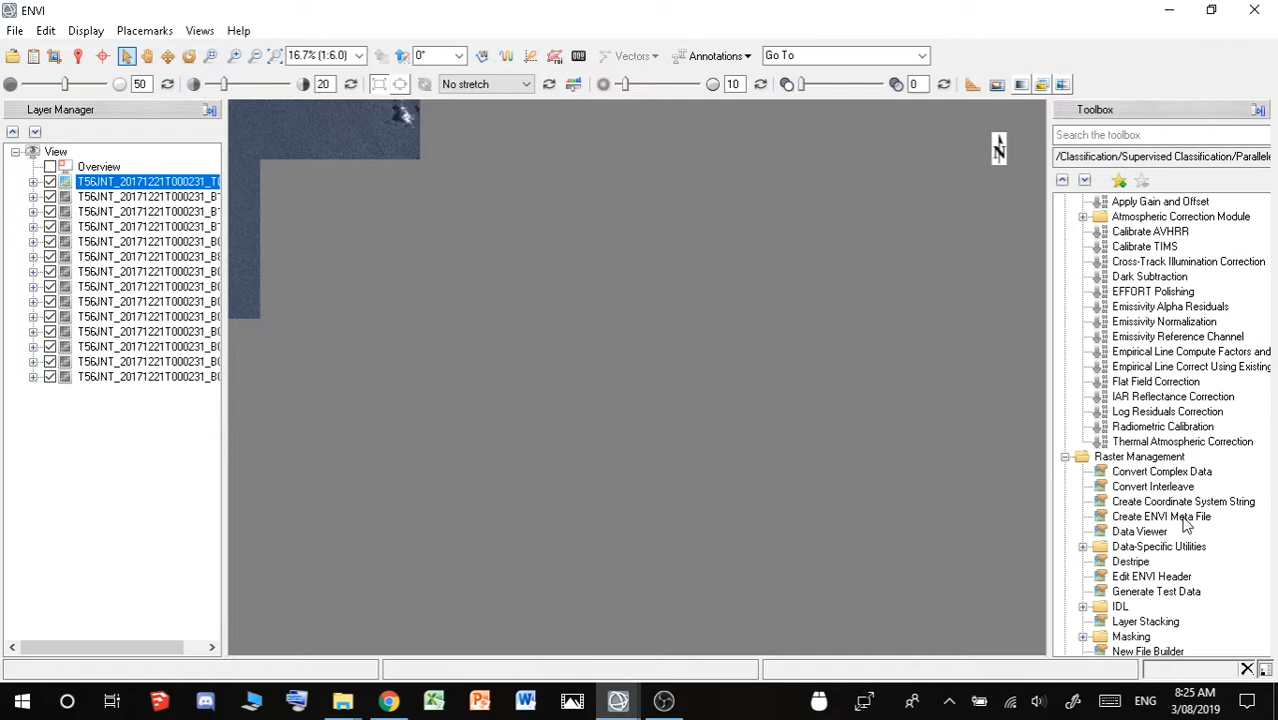 ENVI
File Edit Display Placemarks Views Help
16.7% (1:6.0) 0° Vectors Annotations Go To
50 20 No stretch 10 0
Layer Manager
View
Overview
T56JNT_20171221T000231_T
T56JNT_20171221T000231_B
T56JNT_20171221T000231_B
T56JNT_20171221T000231_B
T56JNT_20171221T000231_B
T56JNT_20171221T000231_B
T56JNT_20171221T000231_B
T56JNT_20171221T000231_B
T56JNT_20171221T000231_B
T56JNT_20171221T000231_B
T56JNT_20171221T000231_B
T56JNT_20171221T000231_B
T56JNT_20171221T000231_B
T56JNT_20171221T000231_B
N
Toolbox
Search the toolbox
/Classification/Supervised Classification/Parallele
Apply Gain and Offset
Atmospheric Correction Module
Calibrate AVHRR
Calibrate TIMS
Cross-Track Illumination Correction
Dark Subtraction
EFFORT Polishing
Emissivity Alpha Residuals
Emissivity Normalization
Emissivity Reference Channel
Empirical Line Compute Factors and
Empirical Line Correct Using Existing
Flat Field Correction
IAR Reflectance Correction
Log Residuals Correction
Radiometric Calibration
Thermal Atmospheric Correction
Raster Management
Convert Complex Data
Convert Interleave
Create Coordinate System String
Create ENVI Meta File
Data Viewer
Data-Specific Utilities
Destripe
Edit ENVI Header
Generate Test Data
IDL
Layer Stacking
Masking
New File Builder
ENG
8:25 AM
3/08/2019